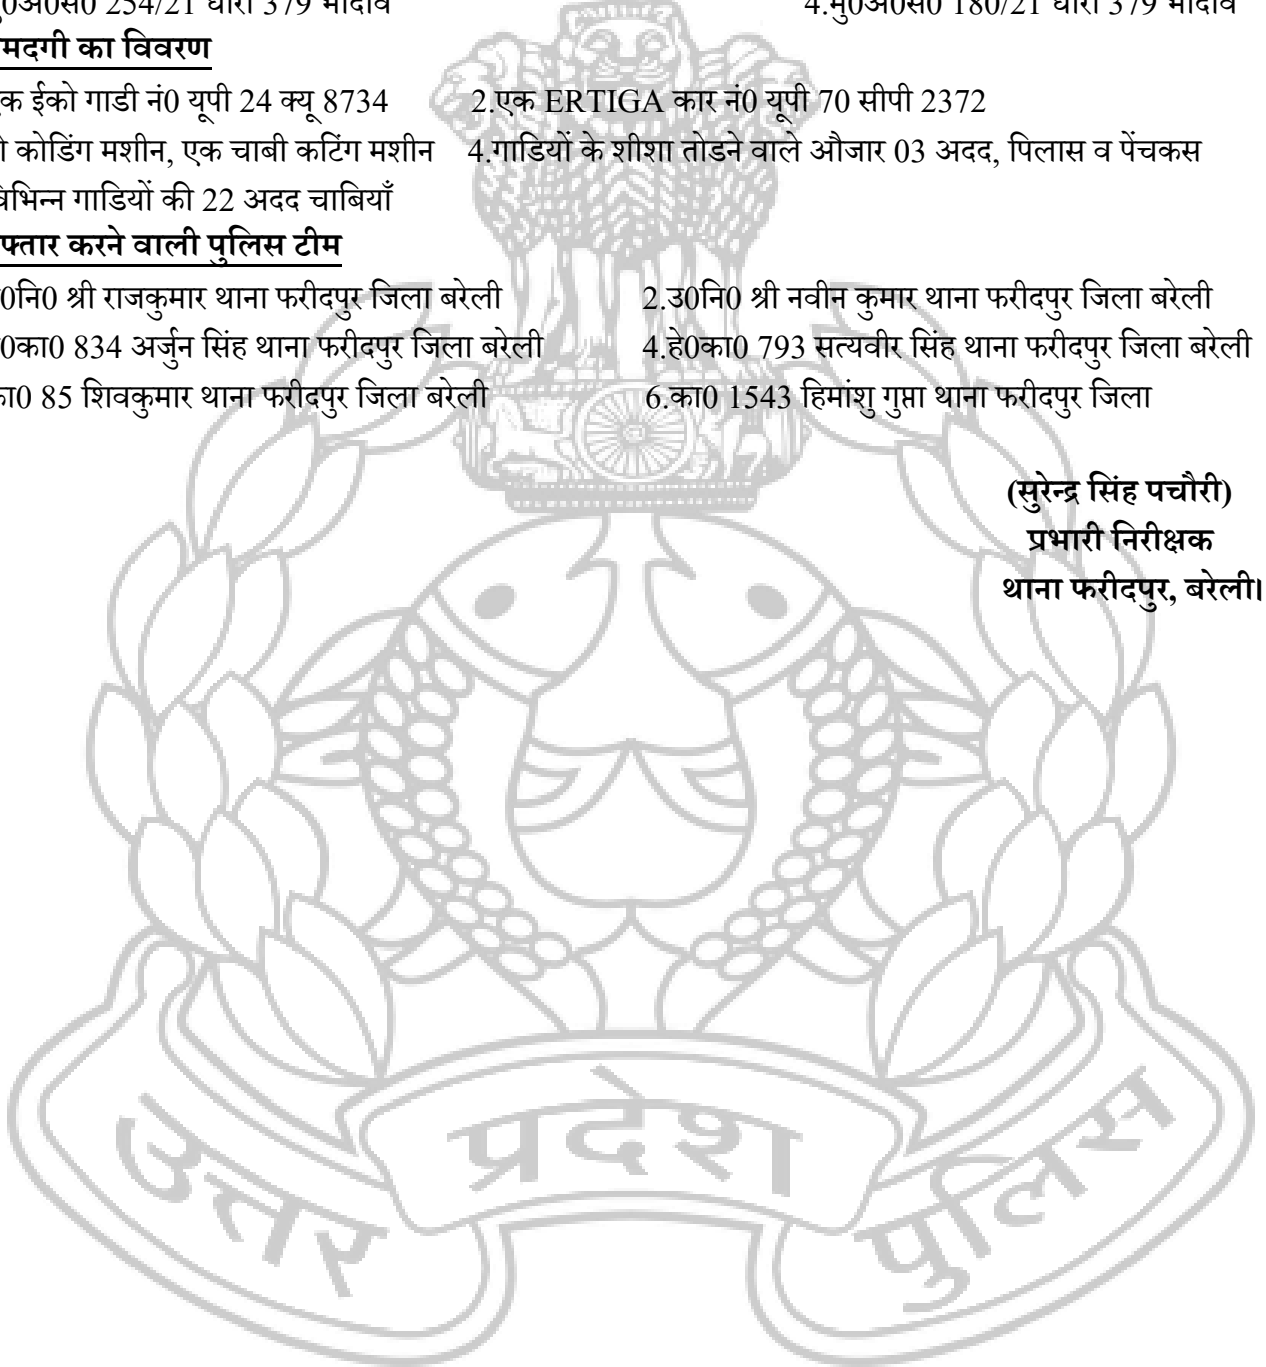 0अ0सं0 254/21 धारा 379 भादवि 4.मु0अ0सं0 180/21 धारा 379 भादवि
मदगी का विवरण
क ईको गाडी नं0 यूपी 24 क्यू 8734 2.एक ERTIGA कार नं0 यूपी 70 सीपी 2372
कोडिंग मशीन, एक चाबी कटिंग मशीन 4.गाडियों के शीशा तोडने वाले औजार 03 अदद, पिलास व पेंचकस
विभिन्न गाडियों की 22 अदद चाबियाँ
फ्तार करने वाली पुलिस टीम
0नि0 श्री राजकुमार थाना फरीदपुर जिला बरेली 2.उ0नि0 श्री नवीन कुमार थाना फरीदपुर जिला बरेली
0का0 834 अर्जुन सिंह थाना फरीदपुर जिला बरेली 4.हे0का0 793 सत्यवीर सिंह थाना फरीदपुर जिला बरेली
का0 85 शिवकुमार थाना फरीदपुर जिला बरेली 6.का0 1543 हिमांशु गुप्ता थाना फरीदपुर जिला
(सुरेन्द्र सिंह पचौरी)
प्रभारी निरीक्षक
थाना फरीदपुर, बरेली।
उत्तर प्रदेश पुलिस